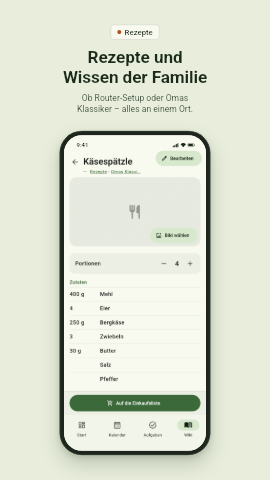 Rezepte
Rezepte und
Wissen der Familie
Ob Router-Setup oder Omas
Klassiker – alles an einem Ort.
9:41
Käsespätzle
Bearbeiten
Rezepte
Bild wählen
Portionen
4
Zutaten
400 g Mehl
4 Eier
250 g Bergkäse
3 Zwiebeln
30 g Butter
Salz
Pfeffer
Auf die Einkaufsliste
Start Kalender Aufgaben Wiki